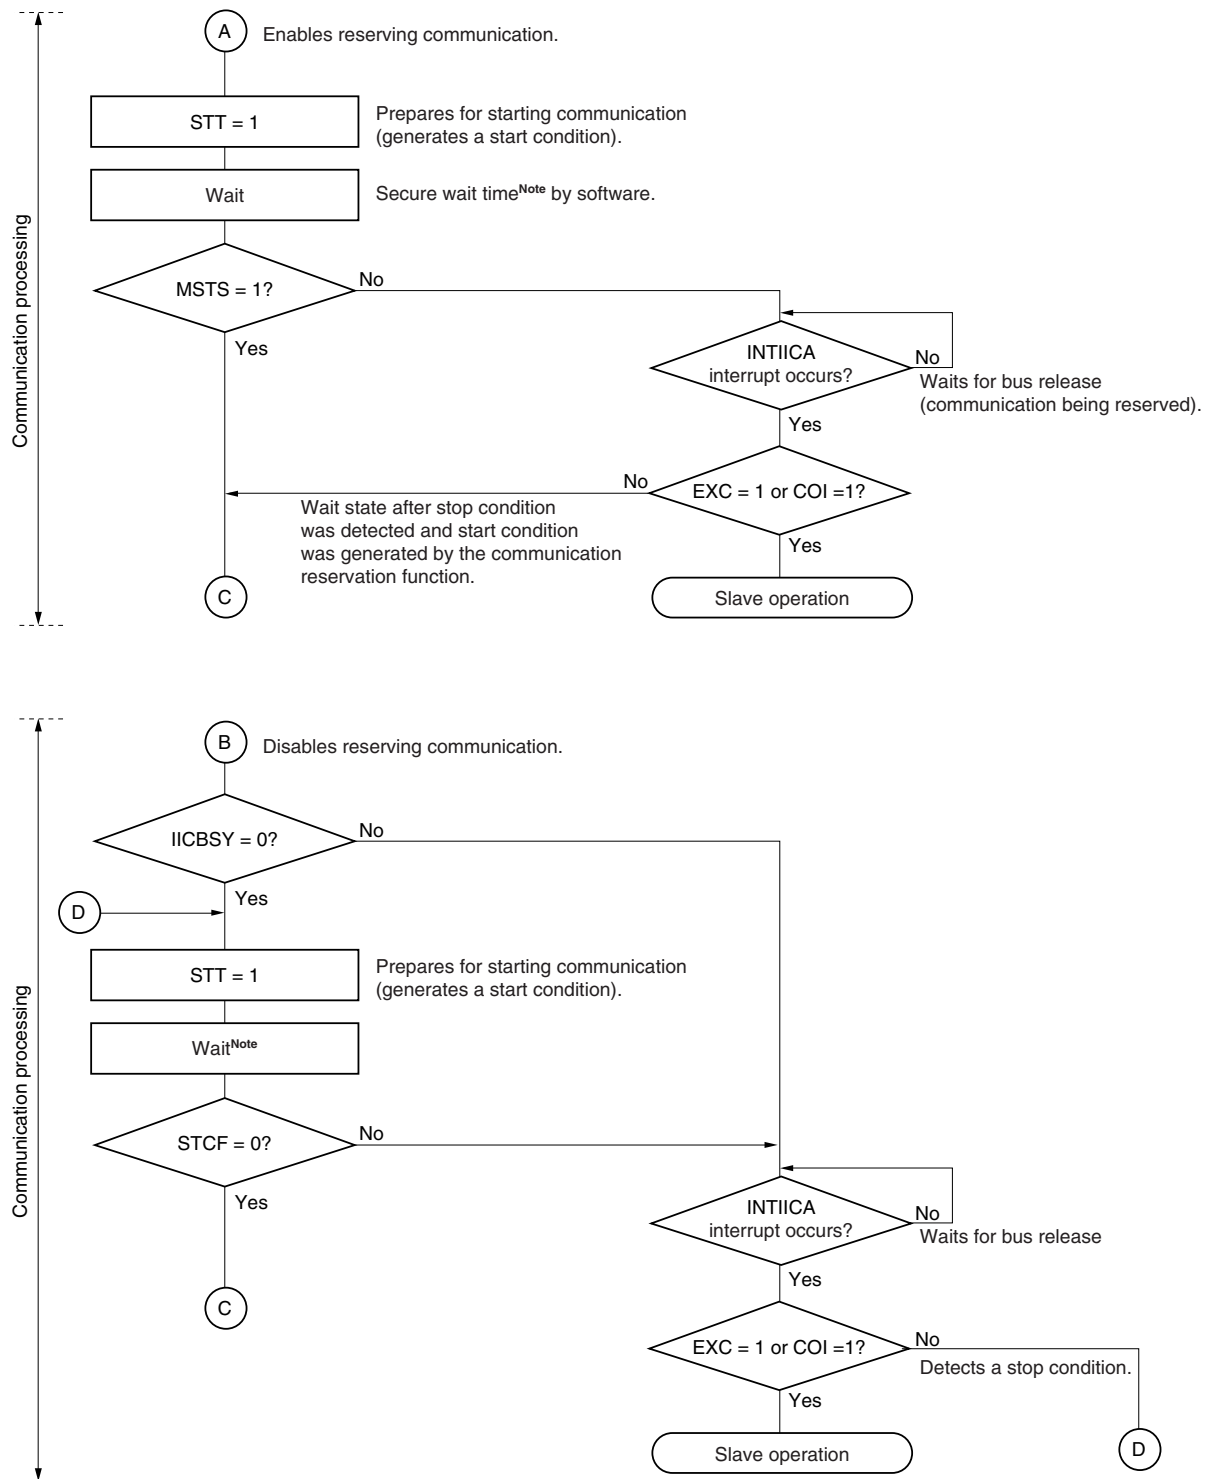 A
Enables reserving communication.
STT = 1
Prepares for starting communication
(generates a start condition).
Wait
Secure wait timeNote by software.
MSTS = 1?
No
Yes
INTIICA
interrupt occurs?
No
Waits for bus release
(communication being reserved).
Yes
EXC = 1 or COI =1?
No
Wait state after stop condition
was detected and start condition
was generated by the communication
reservation function.
Yes
C
Slave operation
Communication processing
B
Disables reserving communication.
IICBSY = 0?
No
Yes
D
STT = 1
Prepares for starting communication
(generates a start condition).
WaitNote
STCF = 0?
No
Yes
INTIICA
interrupt occurs?
No
Waits for bus release
Yes
C
EXC = 1 or COI =1?
No
Detects a stop condition.
Yes
Slave operation
D
Communication processing